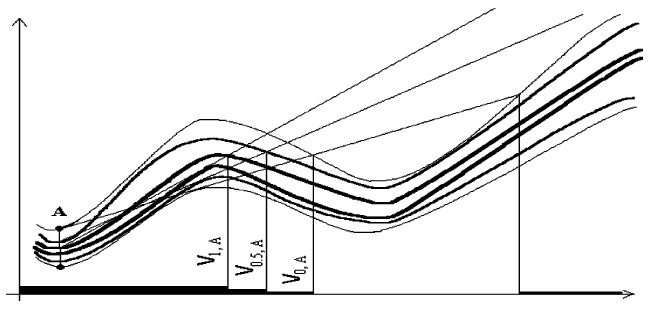 A
V1, A
V0.5, A
V0, A